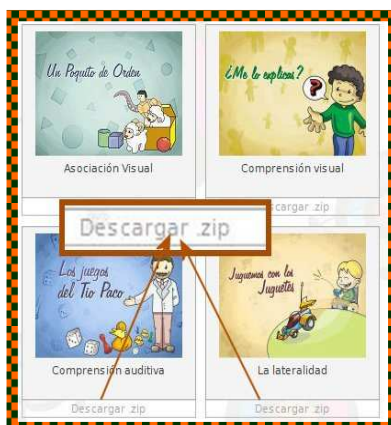 Un Poquito de Orden
¿Me lo explicas?
Asociación Visual
Comprensión visual
Descargar .zip
Descargar .zip
Los juegos
del Tío Paco
Juguemos con los
Juguetes
Comprensión auditiva
La lateralidad
Descargar .zip
Descargar .zip